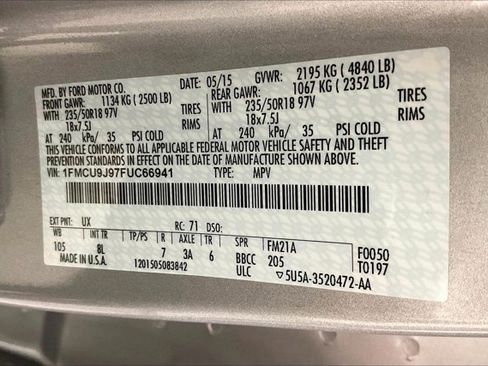 MFD. BY FORD MOTOR CO. DATE: 05/15 GVWR: 2195 KG ( 4840 LB)
FRONT GAWR: 1134 KG ( 2500 LB) REAR GAWR: 1067 KG ( 2352 LB)
WITH 235/50R18 97V TIRES WITH 235/50R18 97V TIRES
18x7.5J RIMS 18x7.5J RIMS
AT 240 kPa/ 35 PSI COLD AT 240 kPa/ 35 PSI COLD
THIS VEHICLE CONFORMS TO ALL APPLICABLE FEDERAL MOTOR VEHICLE SAFETY AND THEFT
PREVENTION STANDARDS IN EFFECT ON THE DATE OF MANUFACTURE SHOWN ABOVE.
VIN: 1FMCU9J97FUC66941 TYPE: MPV
EXT PNT: UX RC: 71 DSO:
WB INT TR TP/PS R AXLE TR SPR FM21A F0050
105 8L 7 3A 6 BBCC 205 T0197
MADE IN U.S.A. 1201505083842 ULC ▽5U5A-3520472-AA